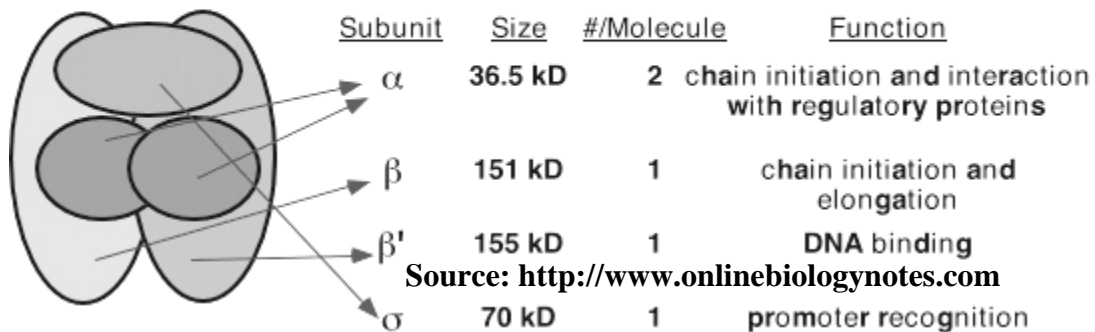 Subunit Size #/Molecule Function
α 36.5 kD 2 chain initiation and interaction
with regulatory proteins
β 151 kD 1 chain initiation and
elongation
β' 155 kD 1 DNA binding
Source: http://www.onlinebiologynotes.com
σ 70 kD 1 promoter recognition